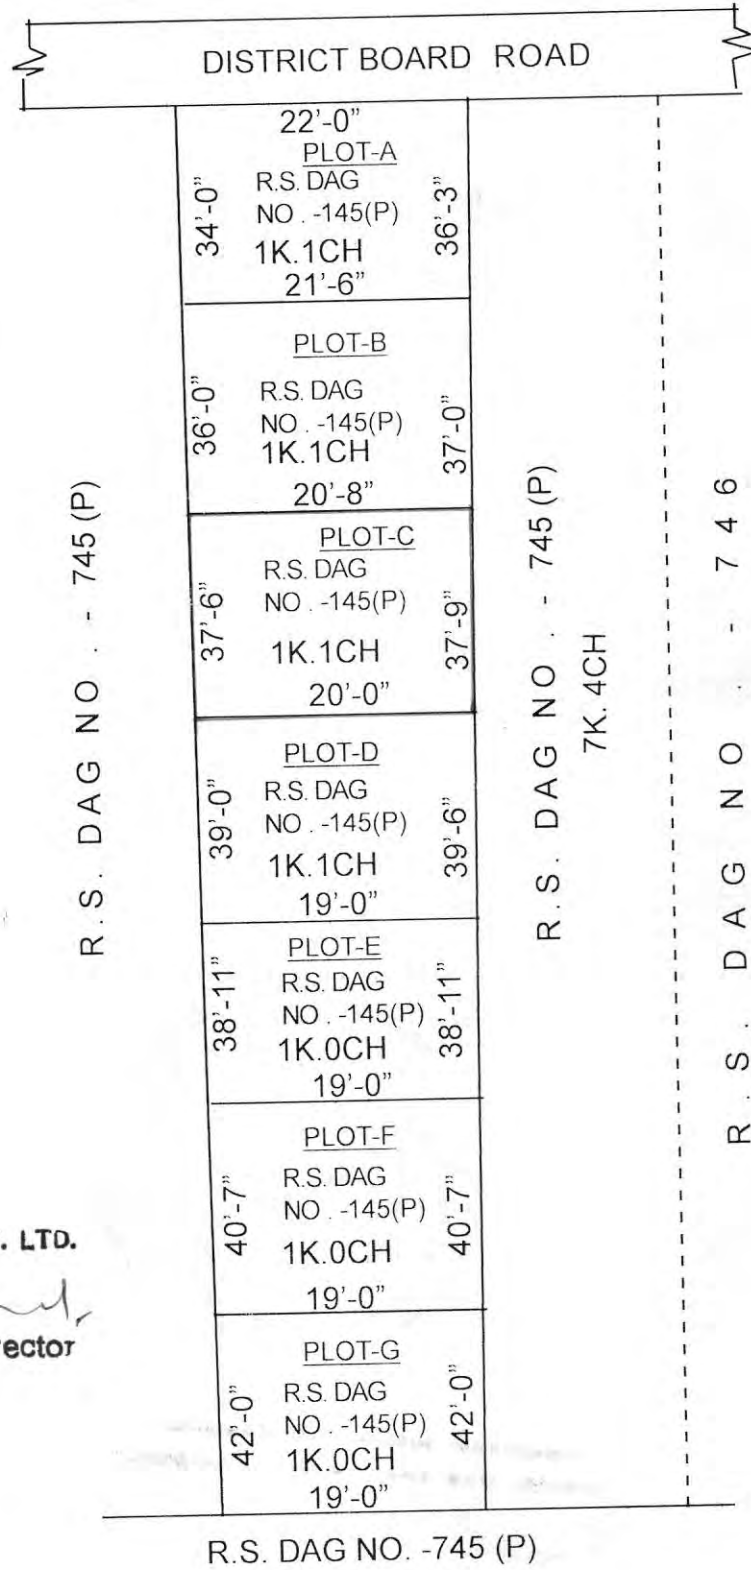 DISTRICT BOARD ROAD
22'-0"
PLOT-A
34'-0"
R.S. DAG
NO . -145(P)
36'-3"
1K.1CH
21'-6"
PLOT-B
36'-0"
R.S. DAG
NO . -145(P)
37'-0"
1K.1CH
20'-8"
PLOT-C
37'-6"
R.S. DAG
NO . -145(P)
37'-9"
1K.1CH
20'-0"
PLOT-D
39'-0"
R.S. DAG
NO . -145(P)
39'-6"
1K.1CH
19'-0"
PLOT-E
38'-11"
R.S. DAG
NO . -145(P)
38'-11"
1K.0CH
19'-0"
PLOT-F
40'-7"
R.S. DAG
NO . -145(P)
40'-7"
1K.0CH
19'-0"
PLOT-G
42'-0"
R.S. DAG
NO . -145(P)
42'-0"
1K.0CH
19'-0"
R.S. DAG NO . - 745 (P)
R.S. DAG NO . - 745 (P)
7K. 4CH
R.S. DAG NO . - 746
. LTD.
ector
R.S. DAG NO. -745 (P)